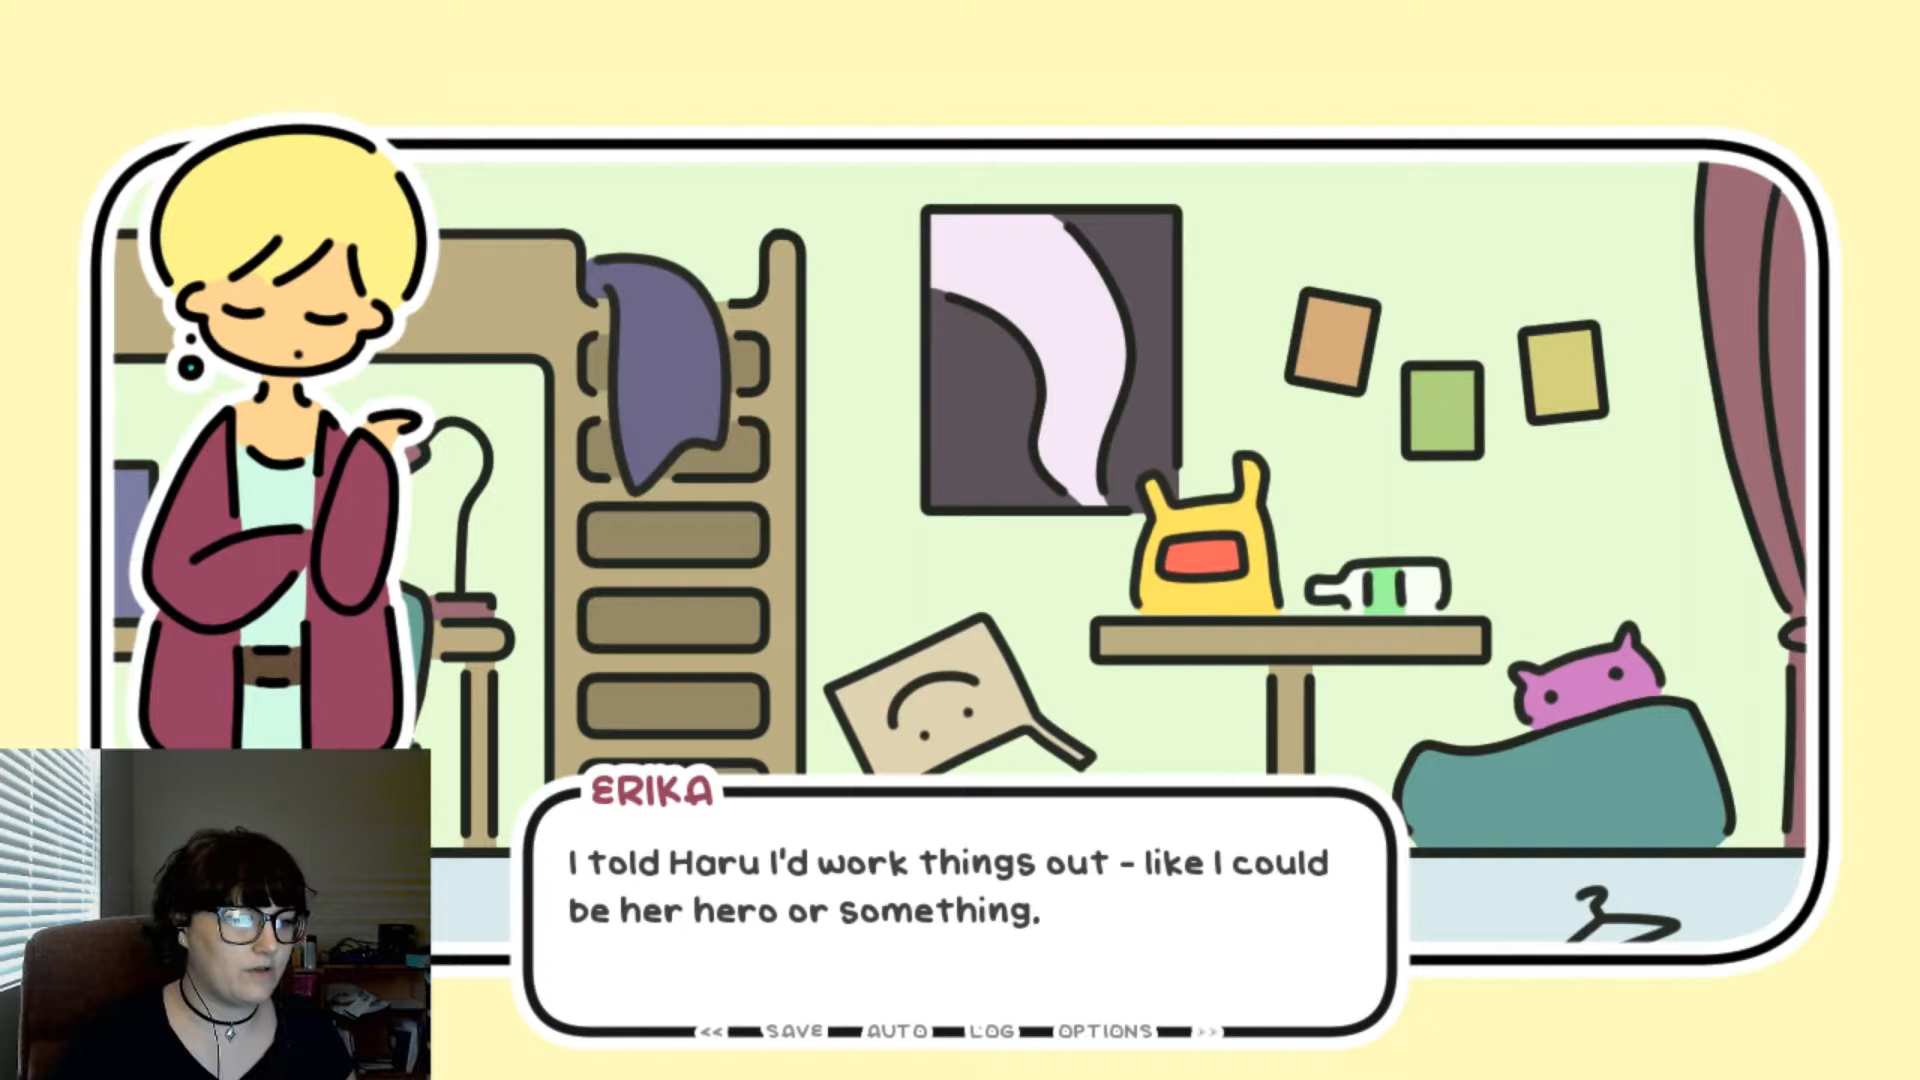 ERIKA
I told Haru I'd work things out - like I could
be her hero or something.
<< SAVE AUTO LOG OPTIONS >>